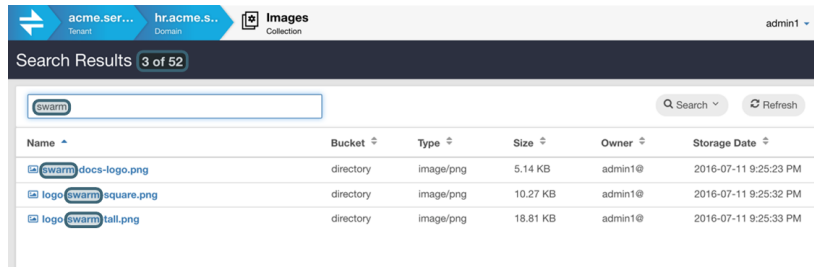 acme.ser... hr.acme.s.. Images
Tenant Domain Collection
admin1
Search Results 3 of 52
swarm
Search Refresh
Name Bucket Type Size Owner Storage Date
swarm-docs-logo.png directory image/png 5.14 KB admin1@ 2016-07-11 9:25:23 PM
logo-swarm-square.png directory image/png 10.27 KB admin1@ 2016-07-11 9:25:32 PM
logo-swarm-tall.png directory image/png 18.81 KB admin1@ 2016-07-11 9:25:33 PM